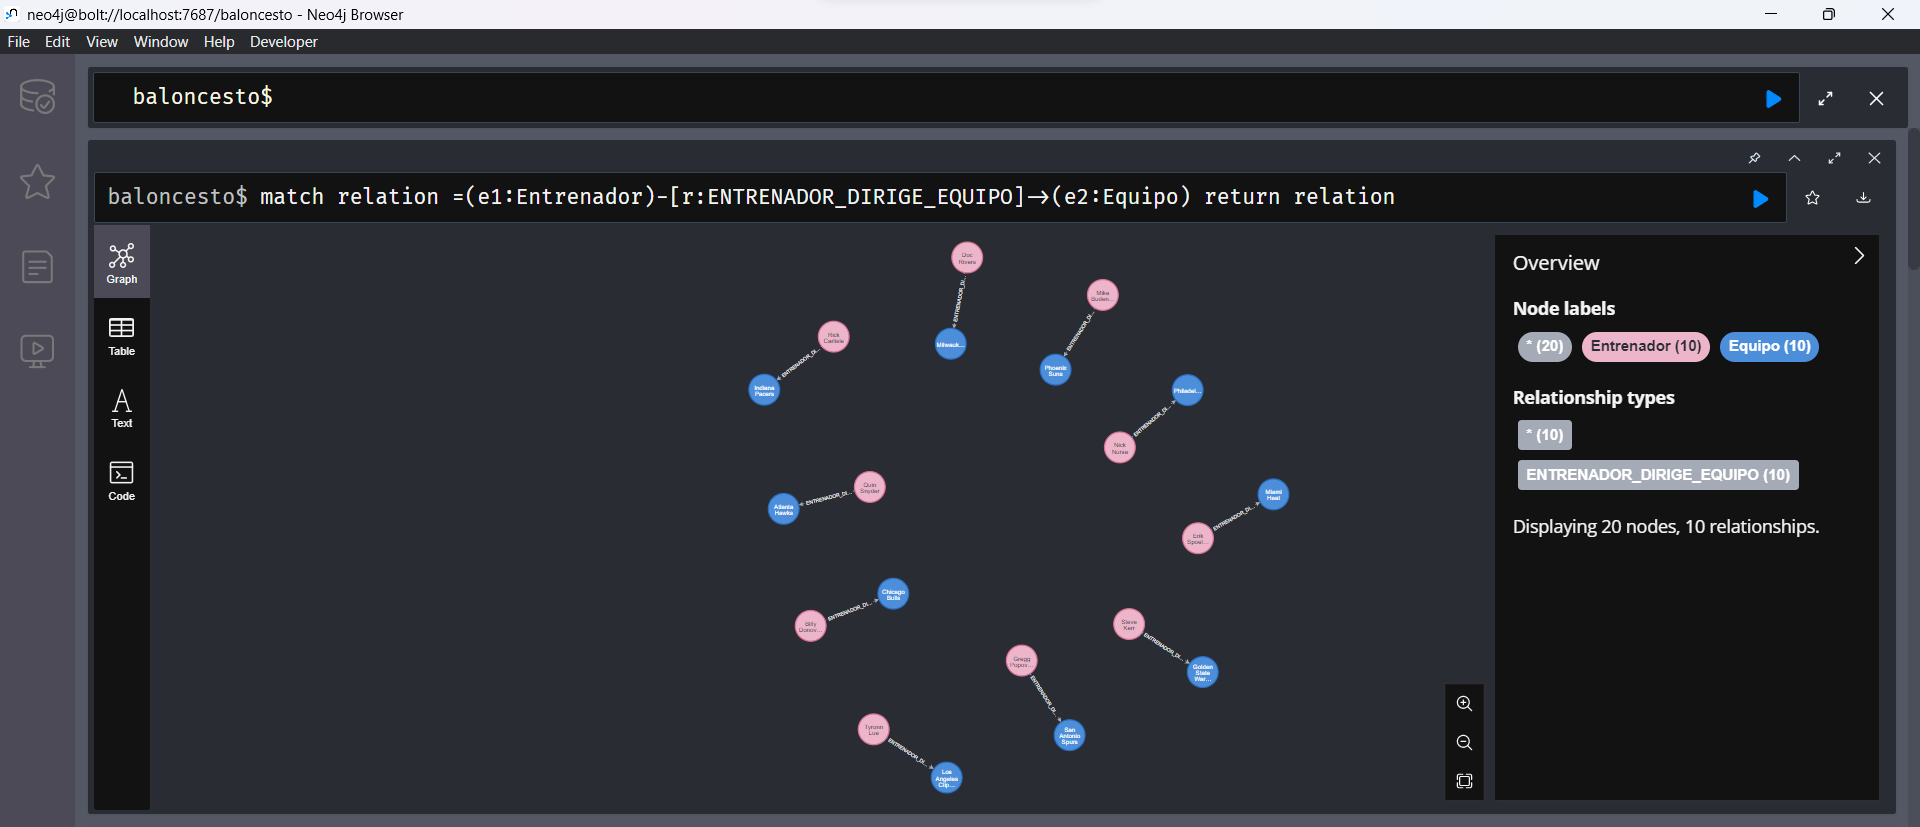 neo4j@bolt://localhost:7687/baloncesto - Neo4j Browser
File Edit View Window Help Developer
baloncesto$
baloncesto$ match relation =(e1:Entrenador)-[r:ENTRENADOR_DIRIGE_EQUIPO]->(e2:Equipo) return relation
Graph
Table
Text
Code
Doc
Rivers
ENTRENADOR_DI...
Milwauk...
Mike
Buden...
ENTRENADOR_DI...
Phoenix
Suns
Rick
Carlisle
ENTRENADOR_DI...
Indiana
Pacers
Philadel...
ENTRENADOR_DI...
Nick
Nurse
Quin
Snyder
ENTRENADOR_DI...
Atlanta
Hawks
Miami
Heat
ENTRENADOR_DI...
Erik
Spoel...
Chicago
Bulls
ENTRENADOR_DI...
Billy
Donov...
Steve
Kerr
ENTRENADOR_DI...
Golden
State
War...
Gregg
Popov...
ENTRENADOR_DI...
San
Antonio
Spurs
Tyronn
Lue
ENTRENADOR_DI...
Los
Angeles
Clip...
Overview
Node labels
* (20) Entrenador (10) Equipo (10)
Relationship types
* (10)
ENTRENADOR_DIRIGE_EQUIPO (10)
Displaying 20 nodes, 10 relationships.